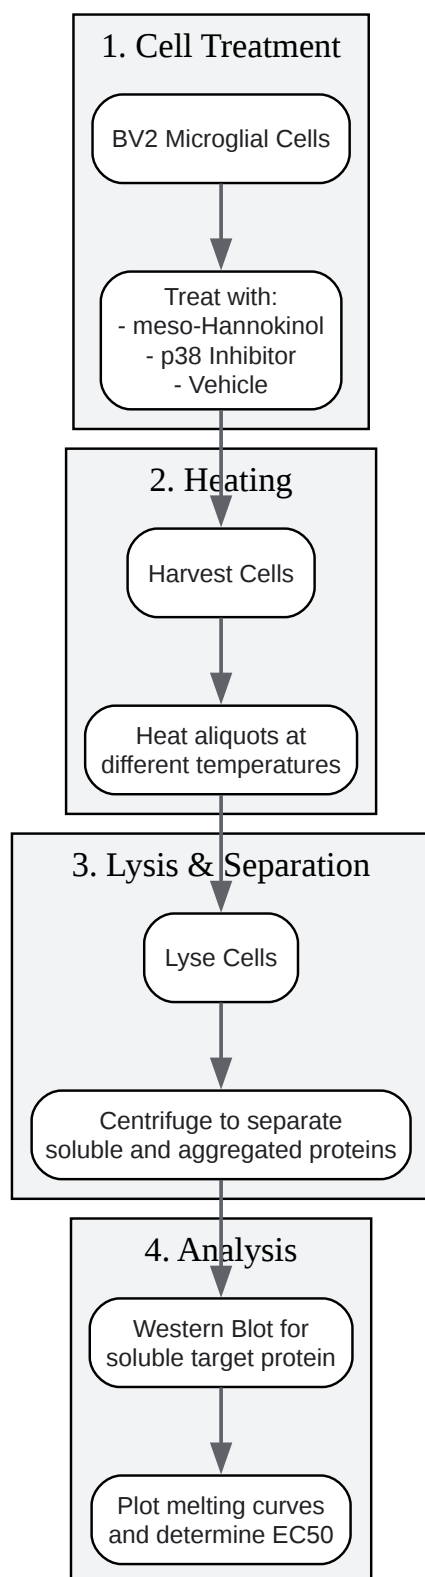 1. Cell Treatment
BV2 Microglial Cells
Treat with:
- meso-Hannokinol
- p38 Inhibitor
- Vehicle
2. Heating
Harvest Cells
Heat aliquots at
different temperatures
3. Lysis & Separation
Lyse Cells
Centrifuge to separate
soluble and aggregated proteins
4. Analysis
Western Blot for
soluble target protein
Plot melting curves
and determine EC50